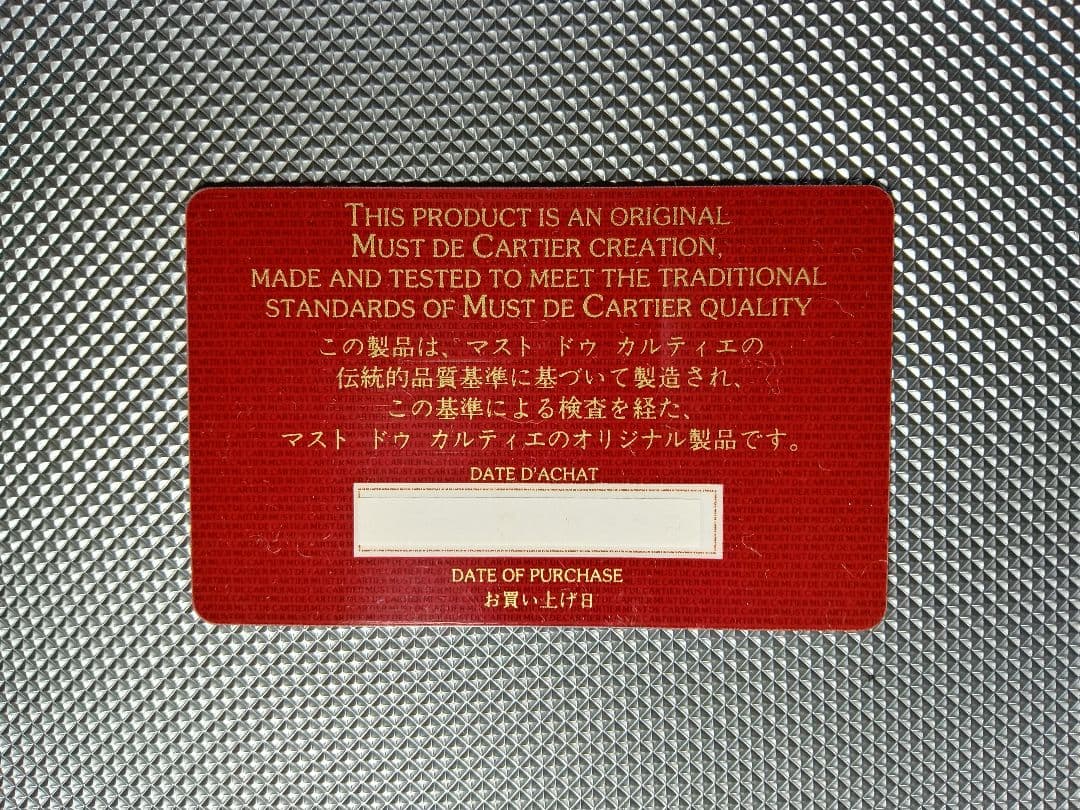 THIS PRODUCT IS AN ORIGINAL
MUST DE CARTIER CREATION,
MADE AND TESTED TO MEET THE TRADITIONAL
STANDARDS OF MUST DE CARTIER QUALITY
この製品は、マスト ドゥ カルティエの
伝統的品質基準に基づいて製造され、
この基準による検査を経た、
マスト ドゥ カルティエのオリジナル製品です。
DATE D'ACHAT
DATE OF PURCHASE
お買い上げ日